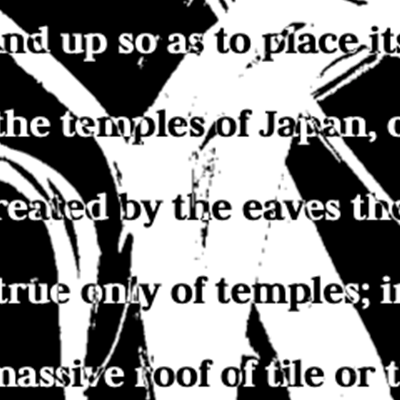 and up so as to place its
the temples of Japan, o
reated by the eaves the
true only of temples; in
massive roof of tile or t